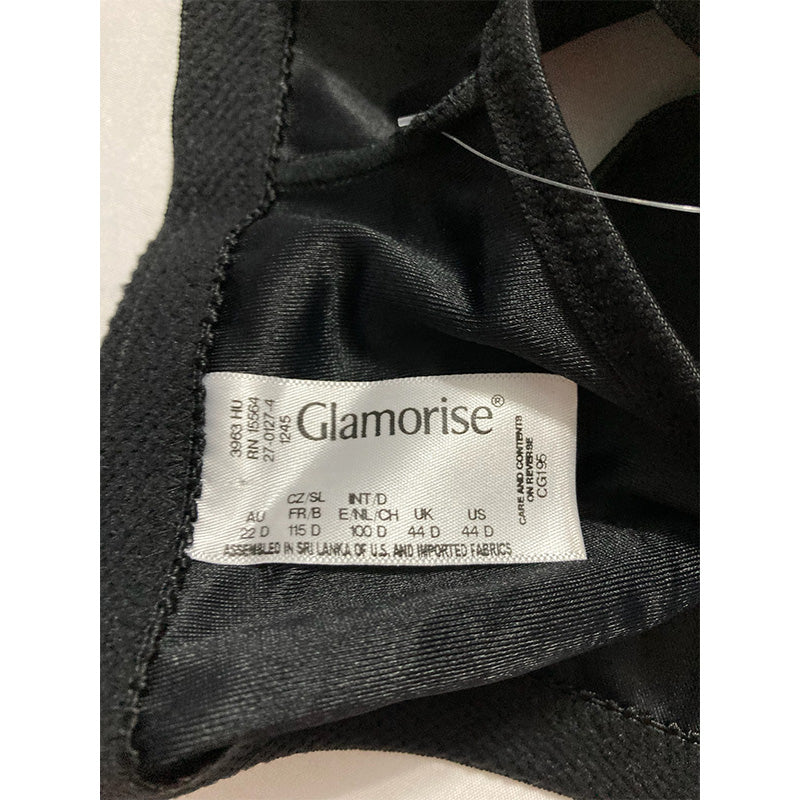 3963 HU
RN 15564
27-0127-4
1245
Glamorise®
CARE AND CONTENTS
ON REVERSE
CG195
CZ/SL INT/D
AU FR/B E/NL/CH UK US
22 D 115 D 100 D 44 D 44 D
ASSEMBLED IN SRI LANKA OF U.S. AND IMPORTED FABRICS